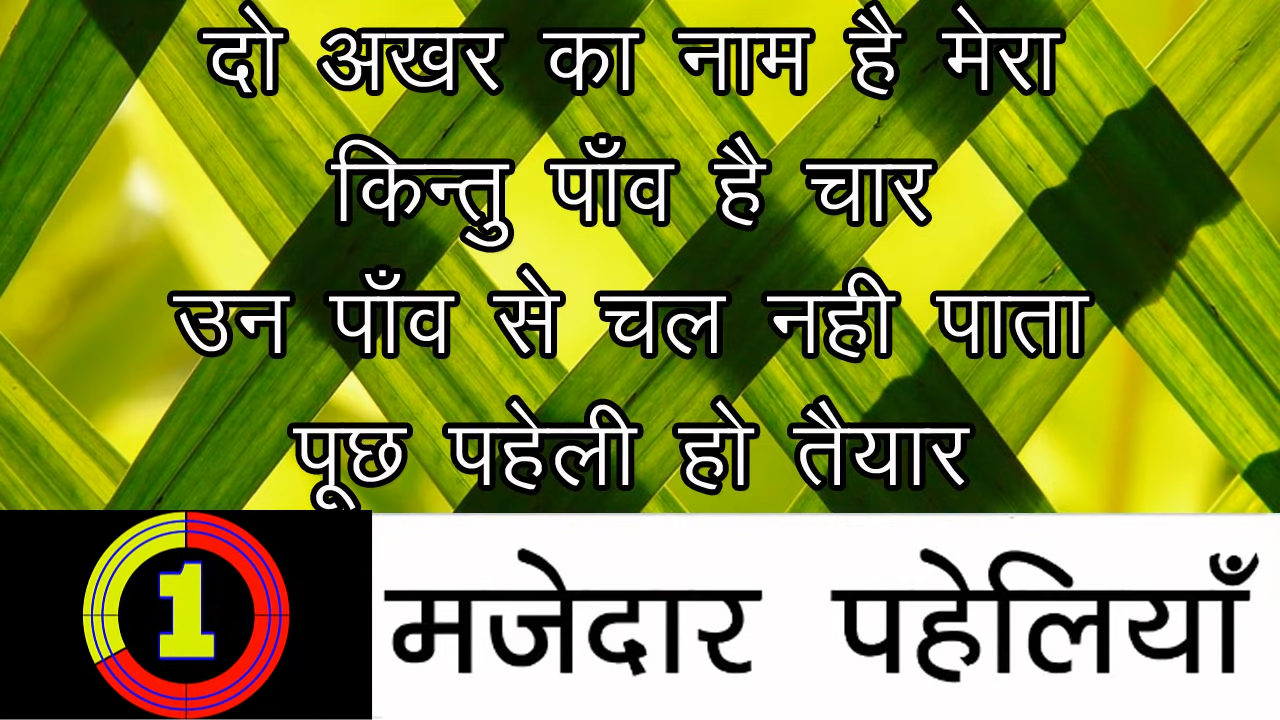 दो अखर का नाम है मेरा
किन्तु पाँव है चार
उन पाँव से चल नही पाता
पूछ पहेली हो तैयार
1
मजेदार पहेलियाँ